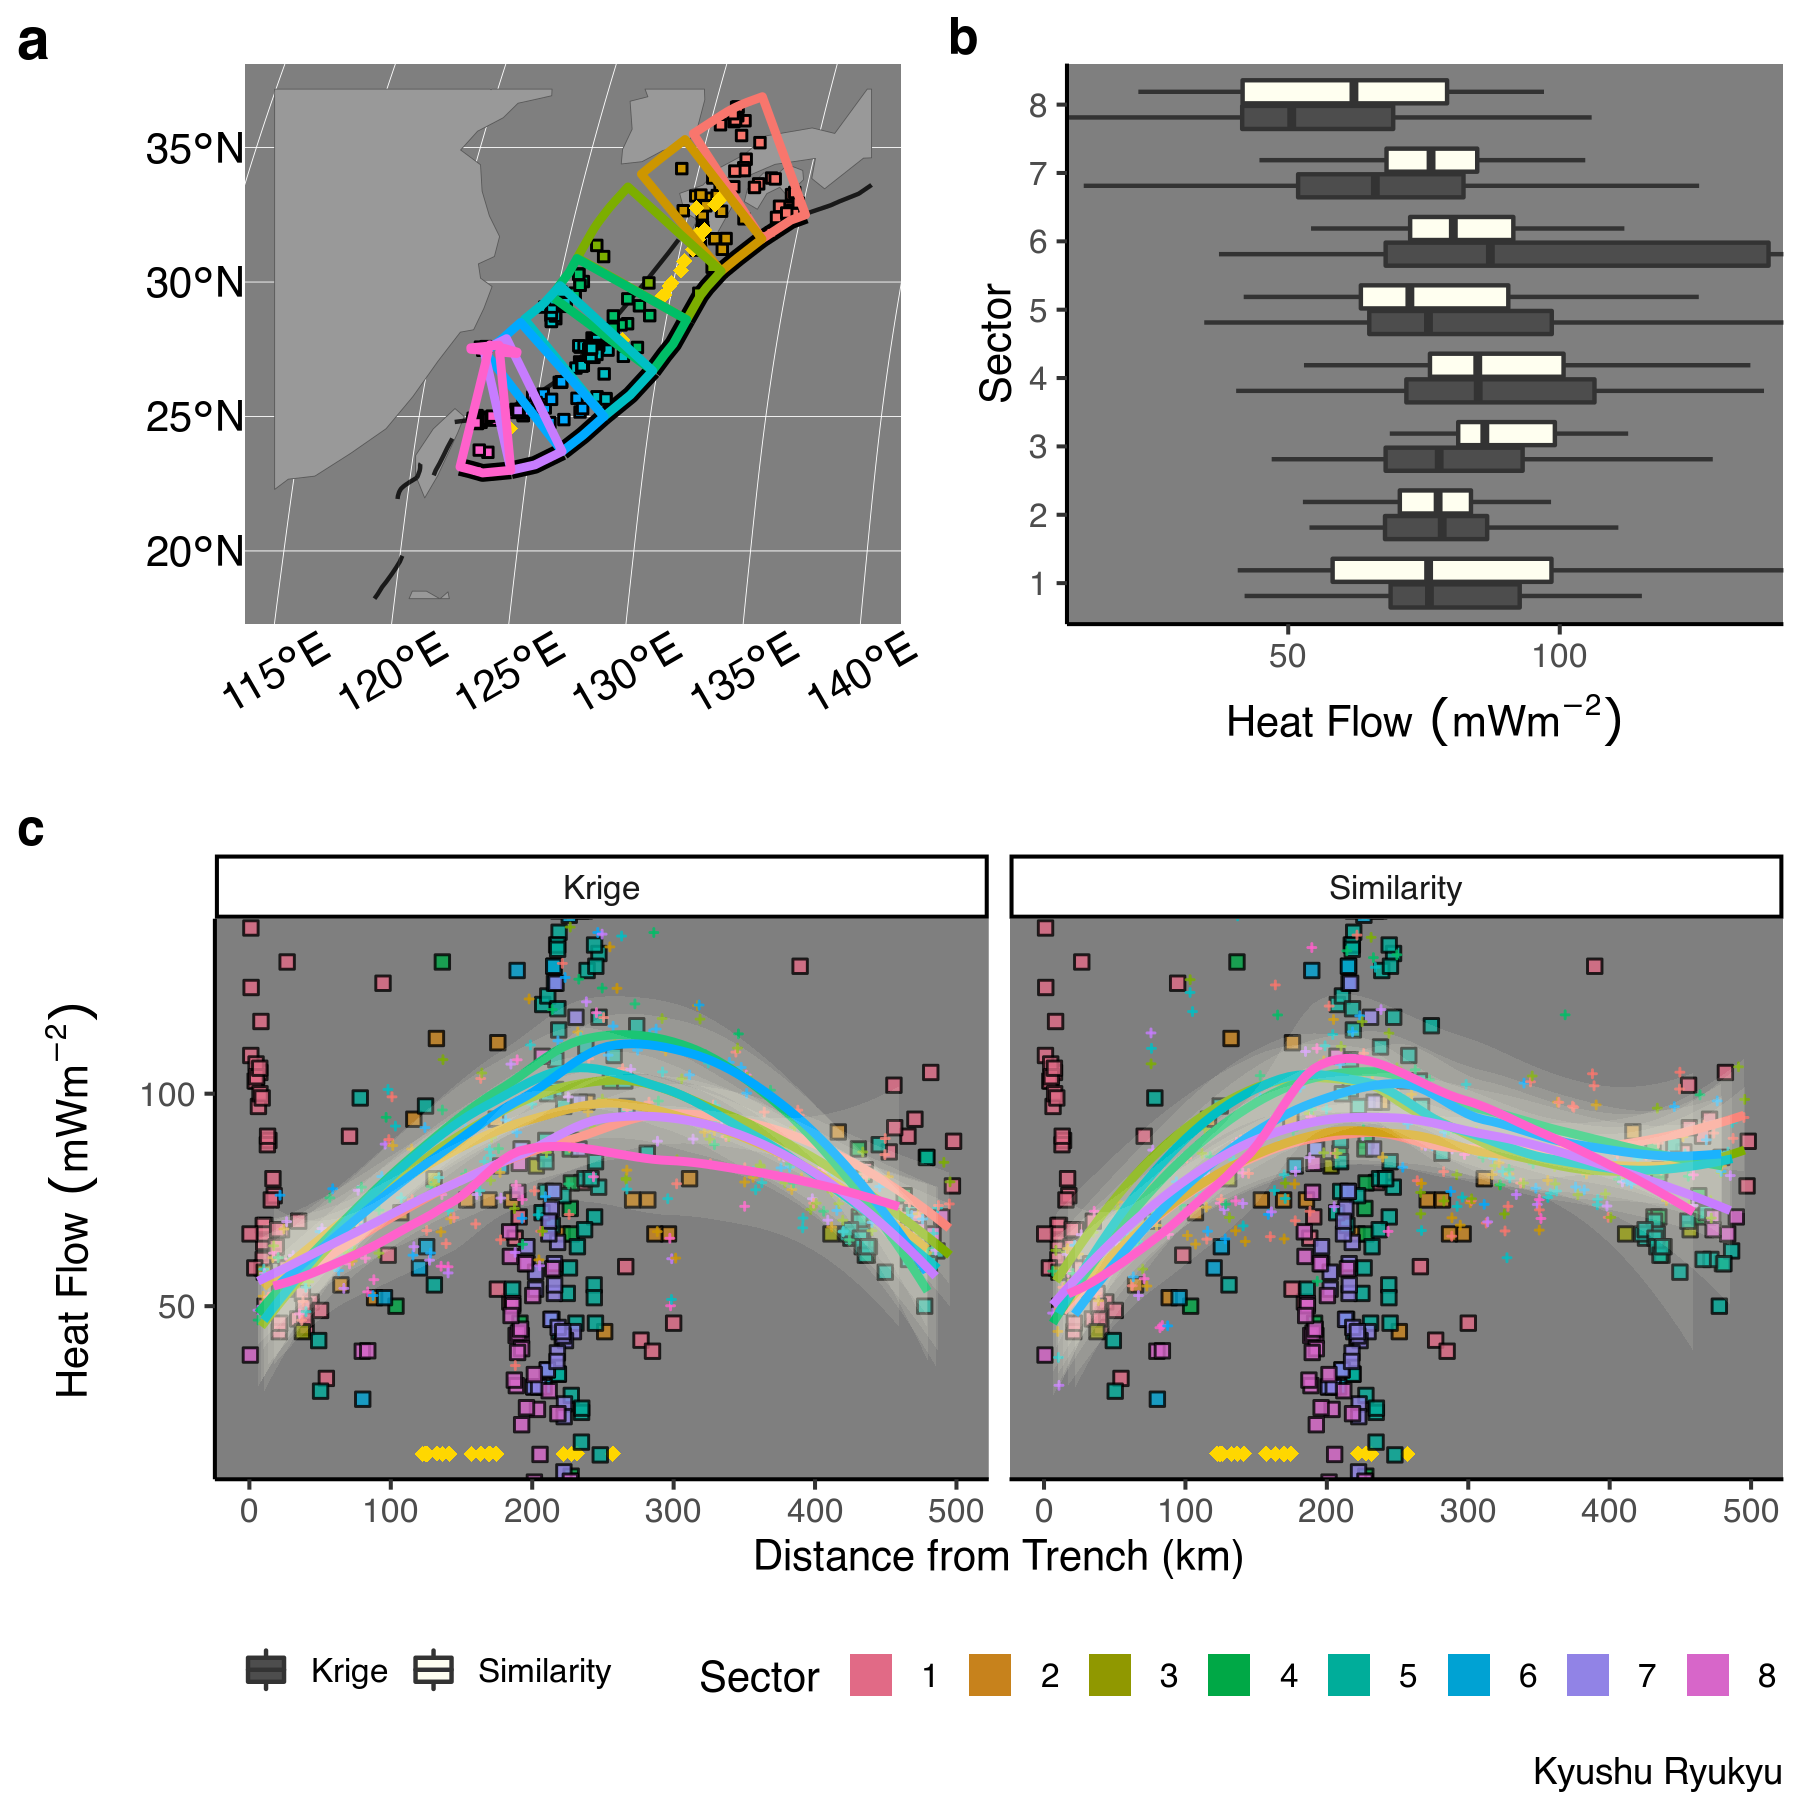 a
35°N
30°N
25°N
20°N
115°E 120°E 125°E 130°E 135°E 140°E
b
Sector
8
7
6
5
4
3
2
1
50 100
Heat Flow (mWm−2)
c
Krige Similarity
Heat Flow (mWm−2)
100
50
0 100 200 300 400 500 0 100 200 300 400 500
Distance from Trench (km)
Krige Similarity Sector 1 2 3 4 5 6 7 8
Kyushu Ryukyu